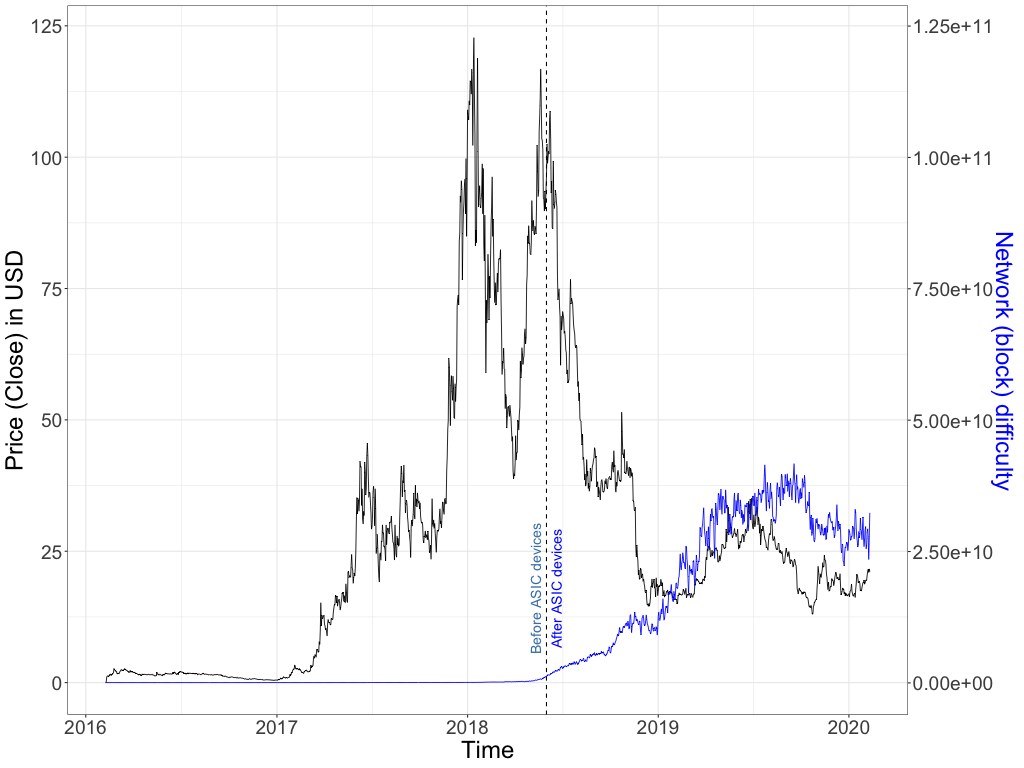 125
100
75
50
25
0
Price (Close) in USD
1.25e+11
1.00e+11
7.50e+10
5.00e+10
2.50e+10
0.00e+00
Network (block) difficulty
Before ASIC devices
After ASIC devices
2016 2017 2018 2019 2020
Time